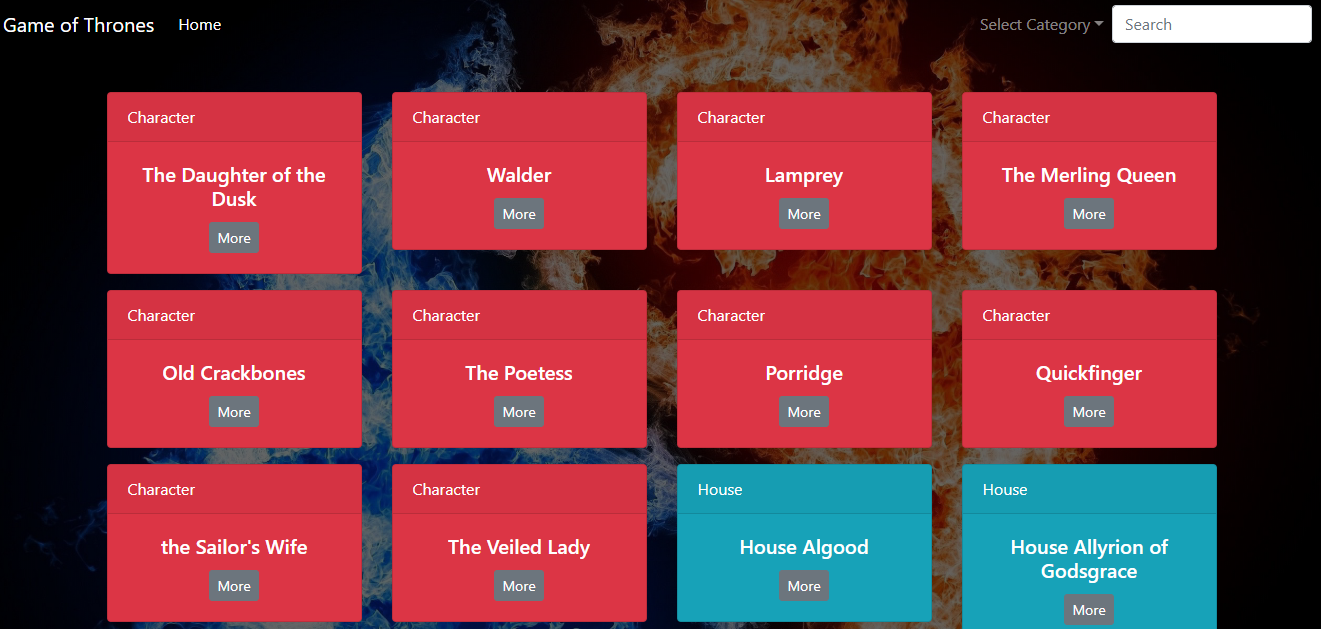 Game of Thrones Home Select Category Search
Character Character Character Character
The Daughter of the
Dusk
Walder
Lamprey
The Merling Queen
More More More More
Character Character Character Character
Old Crackbones The Poetess Porridge Quickfinger
More More More More
Character Character House House
the Sailor's Wife The Veiled Lady House Algood House Allyrion of
Godsgrace
More More More More